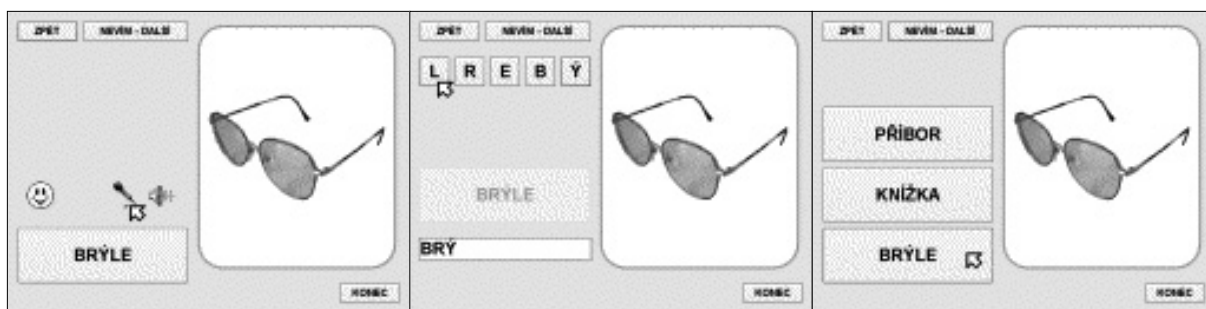 ZPĚT NEVÍM - DALŠÍ
BRÝLE
KONEC
ZPĚT NEVÍM - DALŠÍ
L R E B Ý
BRÝLE
BRÝ
KONEC
ZPĚT NEVÍM - DALŠÍ
PŘÍBOR
KNÍŽKA
BRÝLE
KONEC